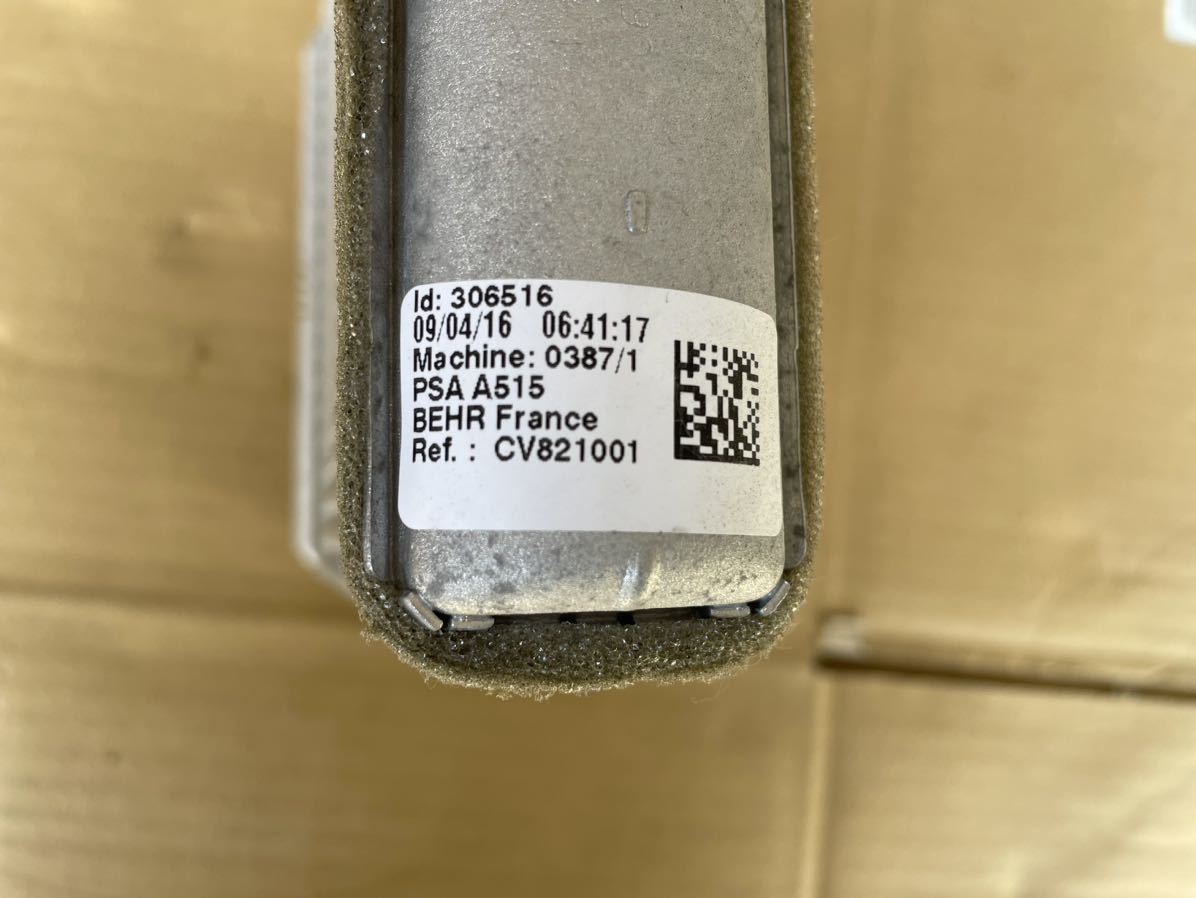 Id: 306516
09/04/16 06:41:17
Machine: 0387/1
PSA A515
BEHR France
Ref. : CV821001